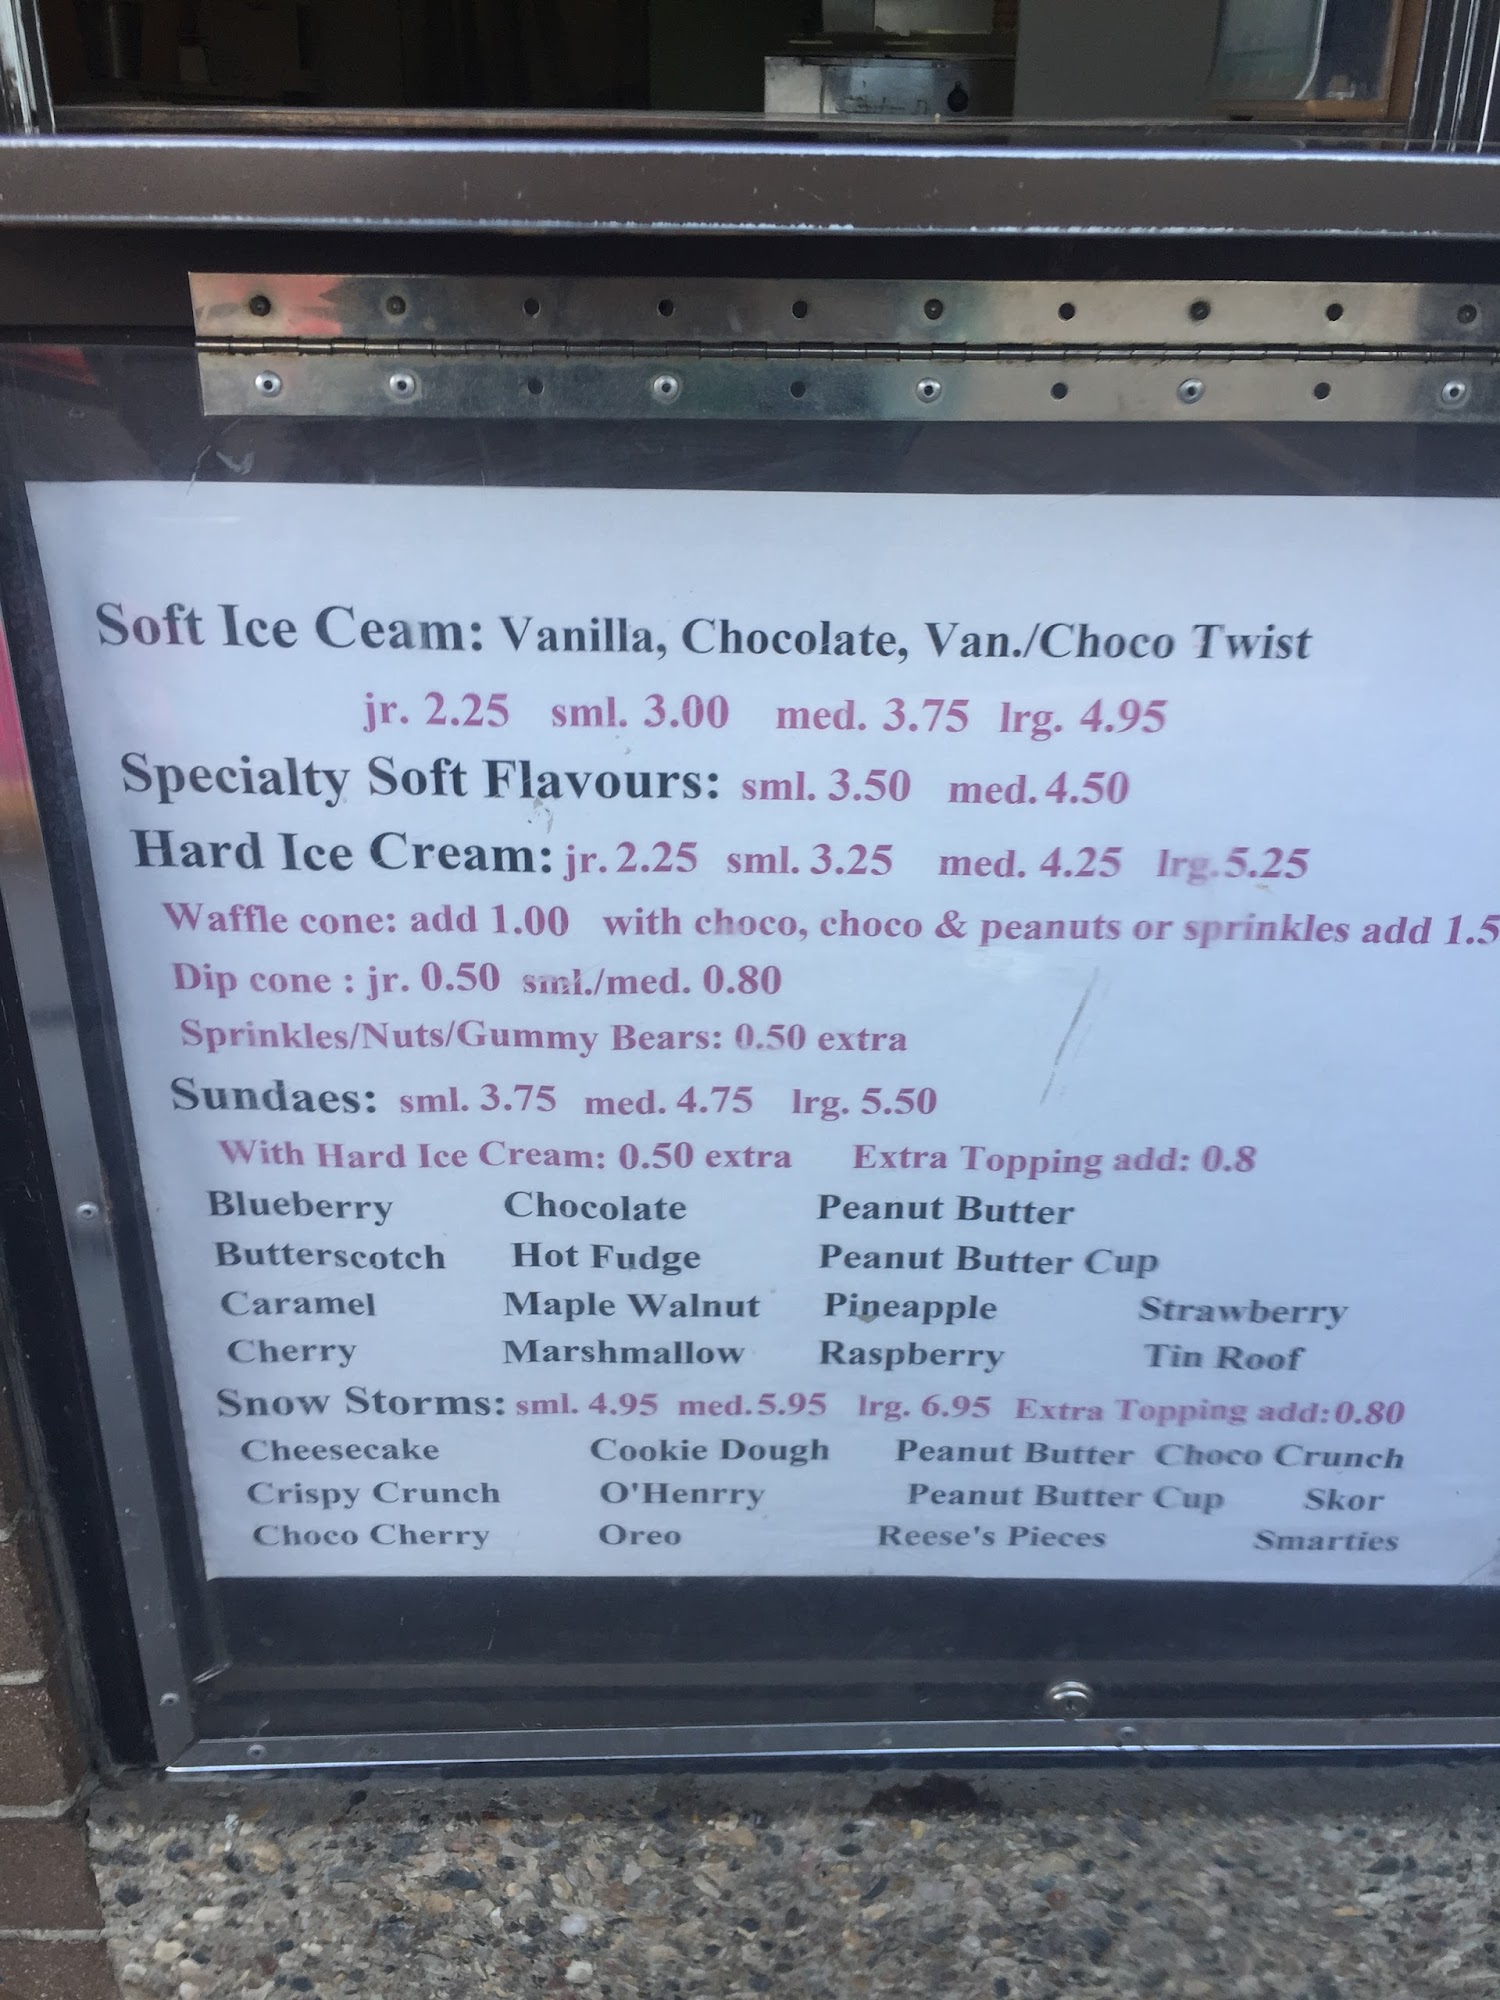 Soft Ice Ceam: Vanilla, Chocolate, Van./Choco Twist
jr. 2.25 sml. 3.00 med. 3.75 lrg. 4.95
Specialty Soft Flavours: sml. 3.50 med. 4.50
Hard Ice Cream: jr. 2.25 sml. 3.25 med. 4.25 lrg. 5.25
Waffle cone: add 1.00 with choco, choco & peanuts or sprinkles add 1.5
Dip cone : jr. 0.50 sml./med. 0.80
Sprinkles/Nuts/Gummy Bears: 0.50 extra
Sundaes: sml. 3.75 med. 4.75 lrg. 5.50
With Hard Ice Cream: 0.50 extra Extra Topping add: 0.8
Blueberry Chocolate Peanut Butter
Butterscotch Hot Fudge Peanut Butter Cup
Caramel Maple Walnut Pineapple Strawberry
Cherry Marshmallow Raspberry Tin Roof
Snow Storms: sml. 4.95 med. 5.95 lrg. 6.95 Extra Topping add: 0.80
Cheesecake Cookie Dough Peanut Butter Choco Crunch
Crispy Crunch O'Henrry Peanut Butter Cup Skor
Choco Cherry Oreo Reese's Pieces Smarties